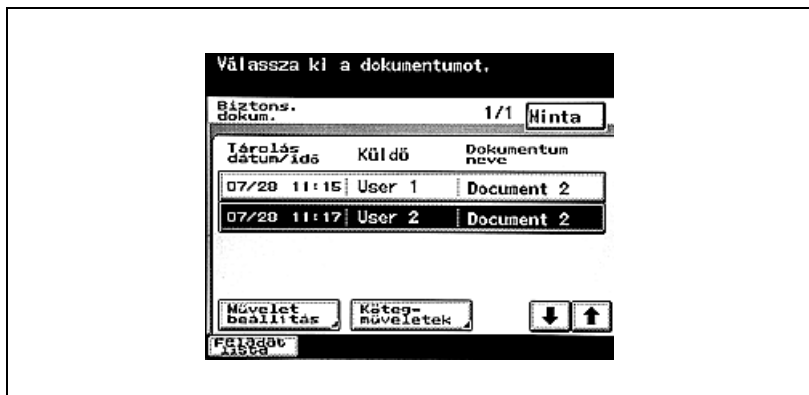 Válassza ki a dokumentumot.
Biztons.
dokum.
1/1 Minta
Tárolás
dátum/idő
Küldő
Dokumentum
neve
07/28 11:15 User 1 Document 2
07/28 11:17 User 2 Document 2
Művelet
beállítás
Köteg-
műveletek
Feladat
lista